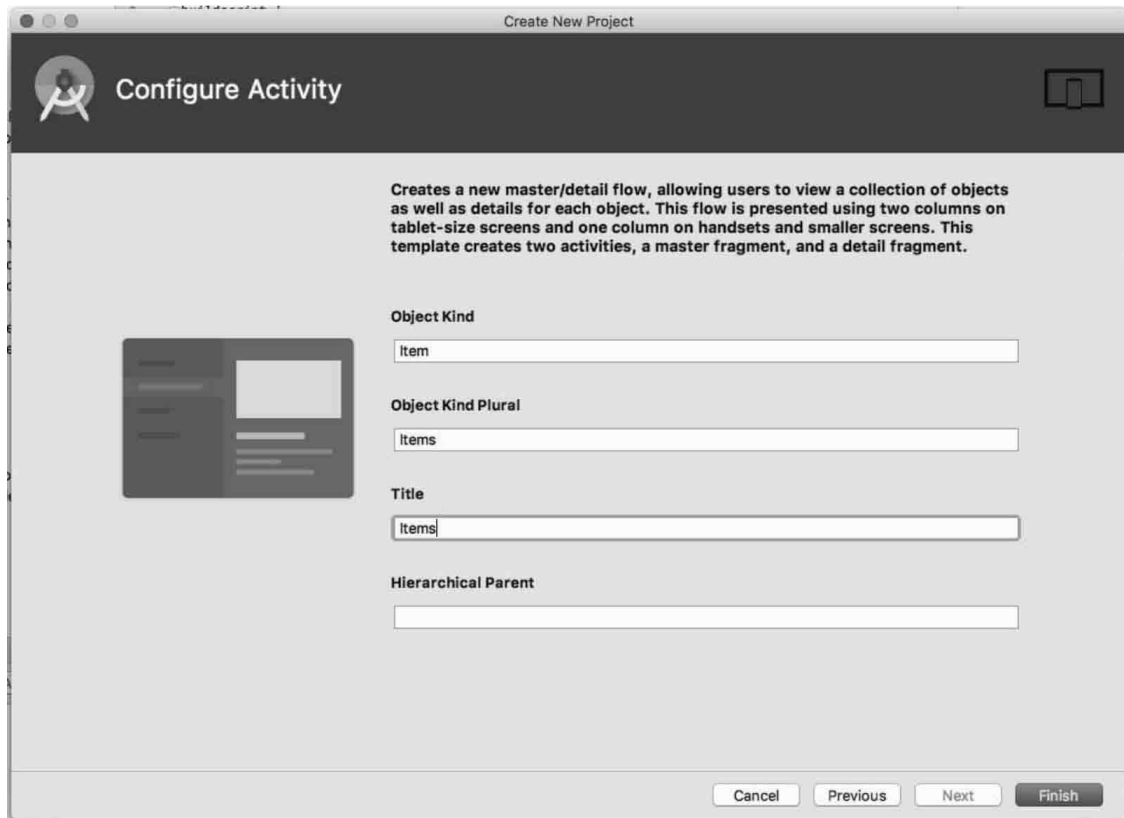 Create New Project
Configure Activity
Creates a new master/detail flow, allowing users to view a collection of objects
as well as details for each object. This flow is presented using two columns on
tablet-size screens and one column on handsets and smaller screens. This
template creates two activities, a master fragment, and a detail fragment.
Object Kind
Item
Object Kind Plural
Items
Title
Items
Hierarchical Parent
Cancel
Previous
Next
Finish